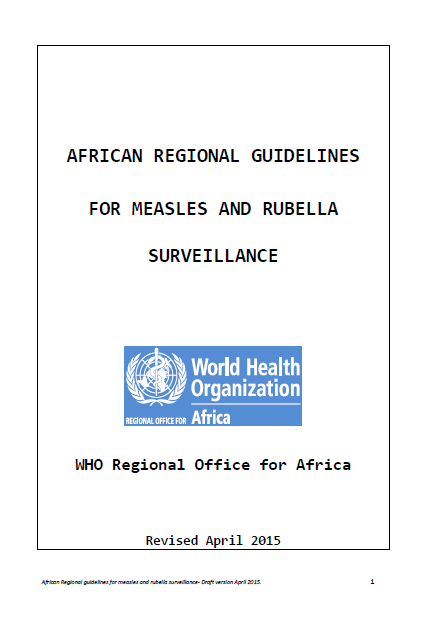 AFRICAN REGIONAL GUIDELINES
FOR MEASLES AND RUBELLA
SURVEILLANCE
World Health
Organization
REGIONAL OFFICE FOR Africa
WHO Regional Office for Africa
Revised April 2015
African Regional guidelines for measles and rubella surveillance- Draft version April 2015. 1